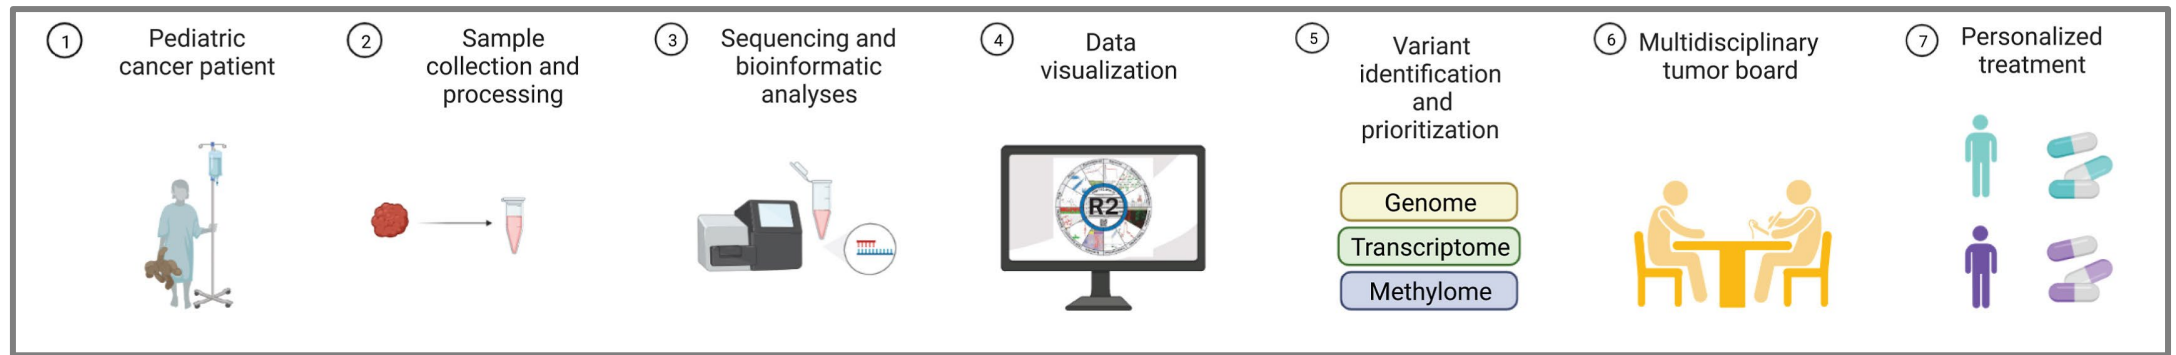 1
Pediatric
cancer patient
2
Sample
collection and
processing
3
Sequencing and
bioinformatic
analyses
4
Data
visualization
R2
5
Variant
identification
and
prioritization
Genome
Transcriptome
Methylome
6
Multidisciplinary
tumor board
7
Personalized
treatment